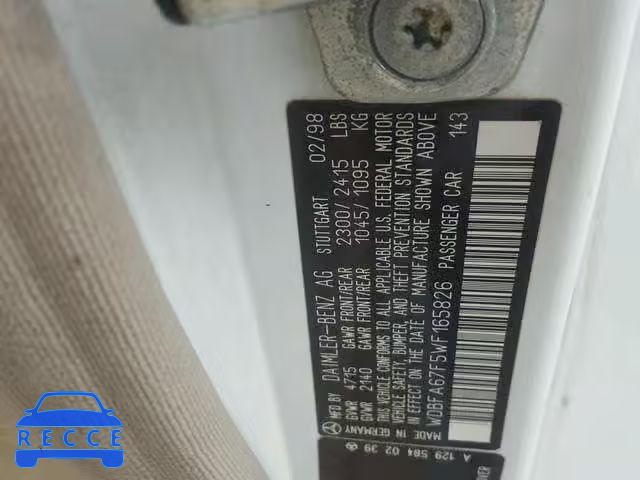 MFD BY DAIMLER-BENZ AG STUTTGART 02/98
GVWR 4715 GAWR FRONT/REAR 2300/2415 LBS
GVWR 2140 GAWR FRONT/REAR 1045/1095 KG
THIS VEHICLE CONFORMS TO ALL APPLICABLE U.S. FEDERAL MOTOR
VEHICLE SAFETY, BUMPER, AND THEFT PREVENTION STANDARDS
IN EFFECT ON THE DATE OF MANUFACTURE SHOWN ABOVE
WDBFA67F5WF165826 PASSENGER CAR 143
MADE IN GERMANY
A 129 584 02 39
RECCE